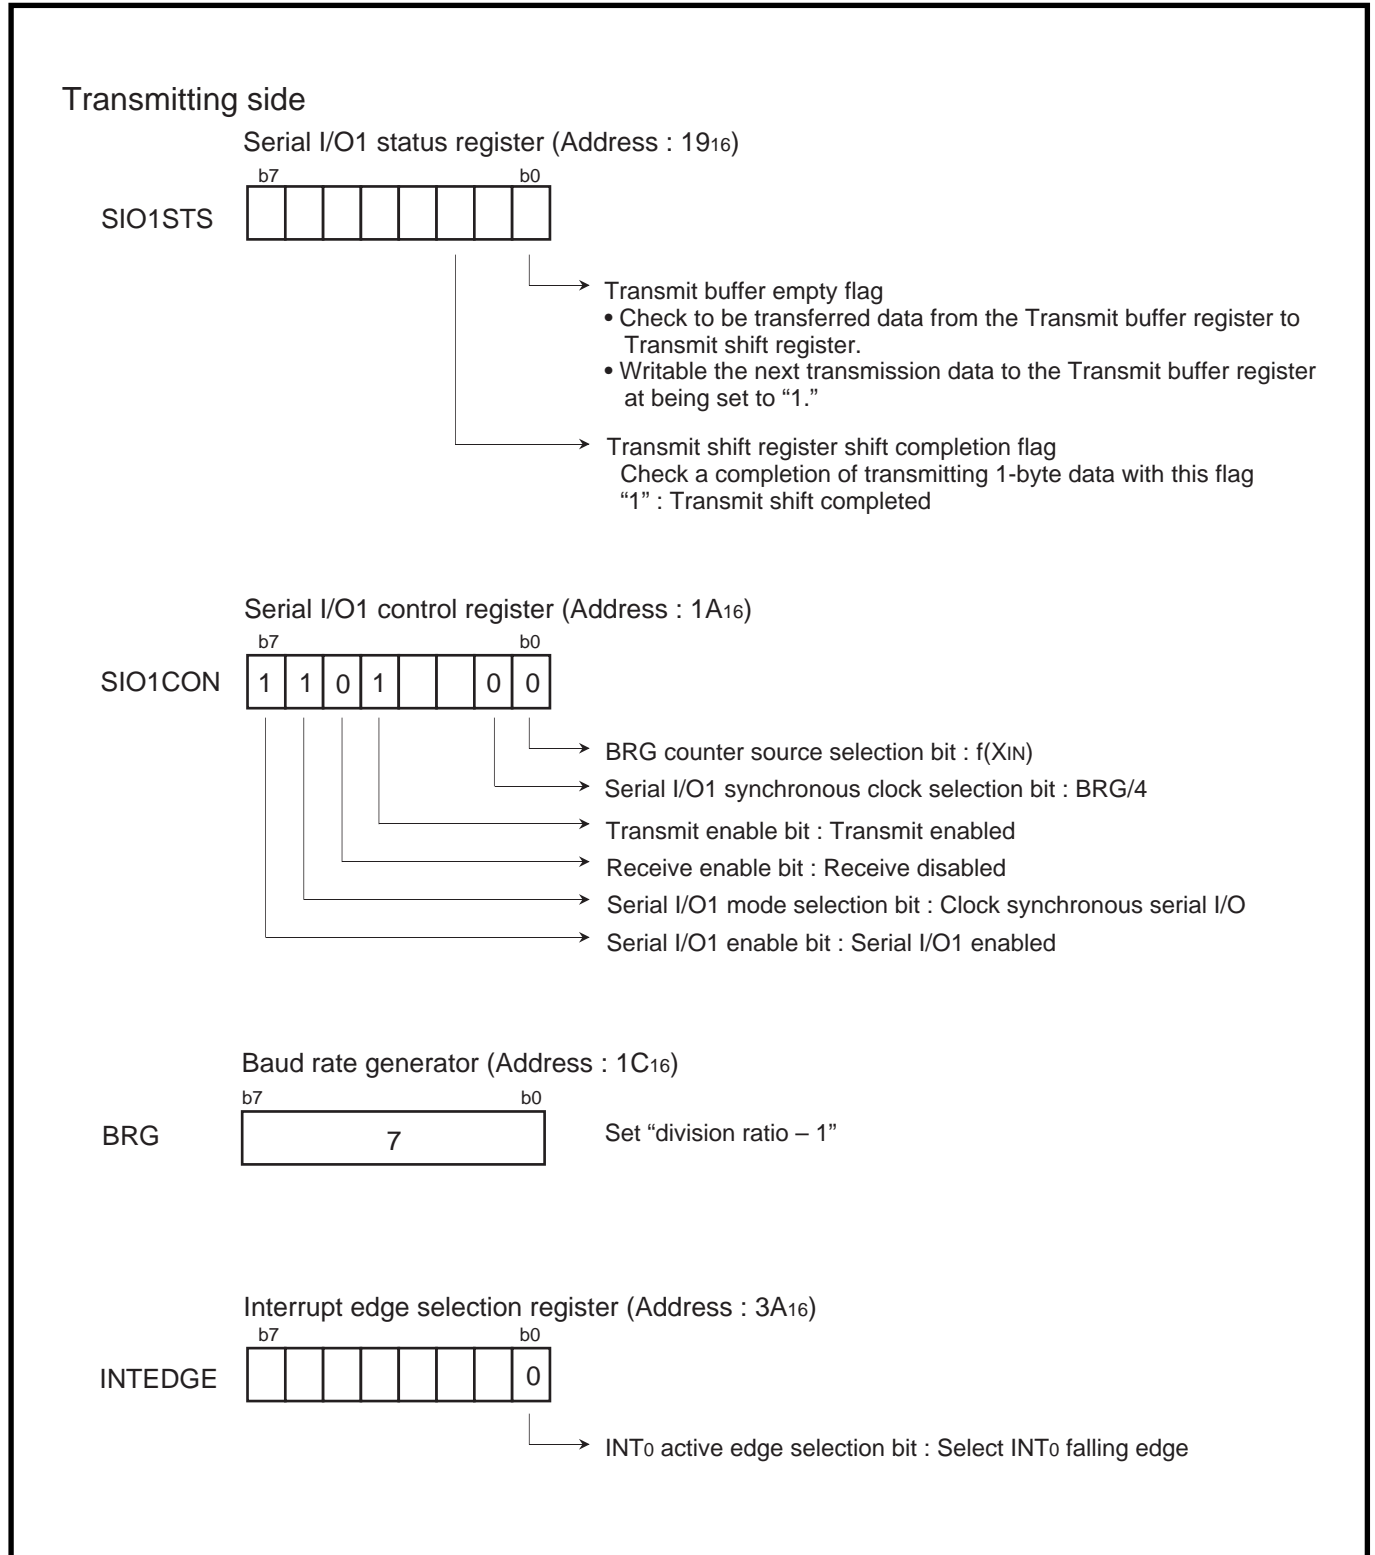 Transmitting side
Serial I/O1 status register (Address : 1916)
b7 b0
SIO1STS
Transmit buffer empty flag
• Check to be transferred data from the Transmit buffer register to
Transmit shift register.
• Writable the next transmission data to the Transmit buffer register
at being set to “1.”
Transmit shift register shift completion flag
Check a completion of transmitting 1-byte data with this flag
“1” : Transmit shift completed
Serial I/O1 control register (Address : 1A16)
b7 b0
SIO1CON 1 1 0 1 0 0
BRG counter source selection bit : f(XIN)
Serial I/O1 synchronous clock selection bit : BRG/4
Transmit enable bit : Transmit enabled
Receive enable bit : Receive disabled
Serial I/O1 mode selection bit : Clock synchronous serial I/O
Serial I/O1 enable bit : Serial I/O1 enabled
Baud rate generator (Address : 1C16)
b7 b0
BRG 7 Set “division ratio – 1”
Interrupt edge selection register (Address : 3A16)
b7 b0
INTEDGE 0
INT0 active edge selection bit : Select INT0 falling edge